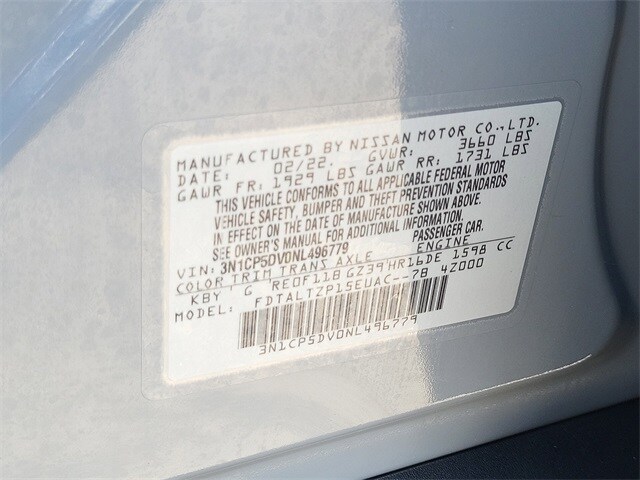 MANUFACTURED BY NISSAN MOTOR CO.,LTD.
DATE: 02/22. GVWR: 3660 LBS
GAWR FR: 1929 LBS GAWR RR: 1731 LBS
THIS VEHICLE CONFORMS TO ALL APPLICABLE FEDERAL MOTOR
VEHICLE SAFETY, BUMPER AND THEFT PREVENTION STANDARDS
IN EFFECT ON THE DATE OF MANUFACTURE SHOWN ABOVE.
SEE OWNER'S MANUAL FOR ADDITIONAL INFORMATION.
VIN: 3N1CP5DV0NL496779 PASSENGER CAR.
COLOR TRIM TRANS AXLE ENGINE
KBY G RE0F11B GZ39 HR16DE 1598 CC
MODEL: FDTALTZP15EUAC--78 4Z000
3N1CP5DV0NL496779